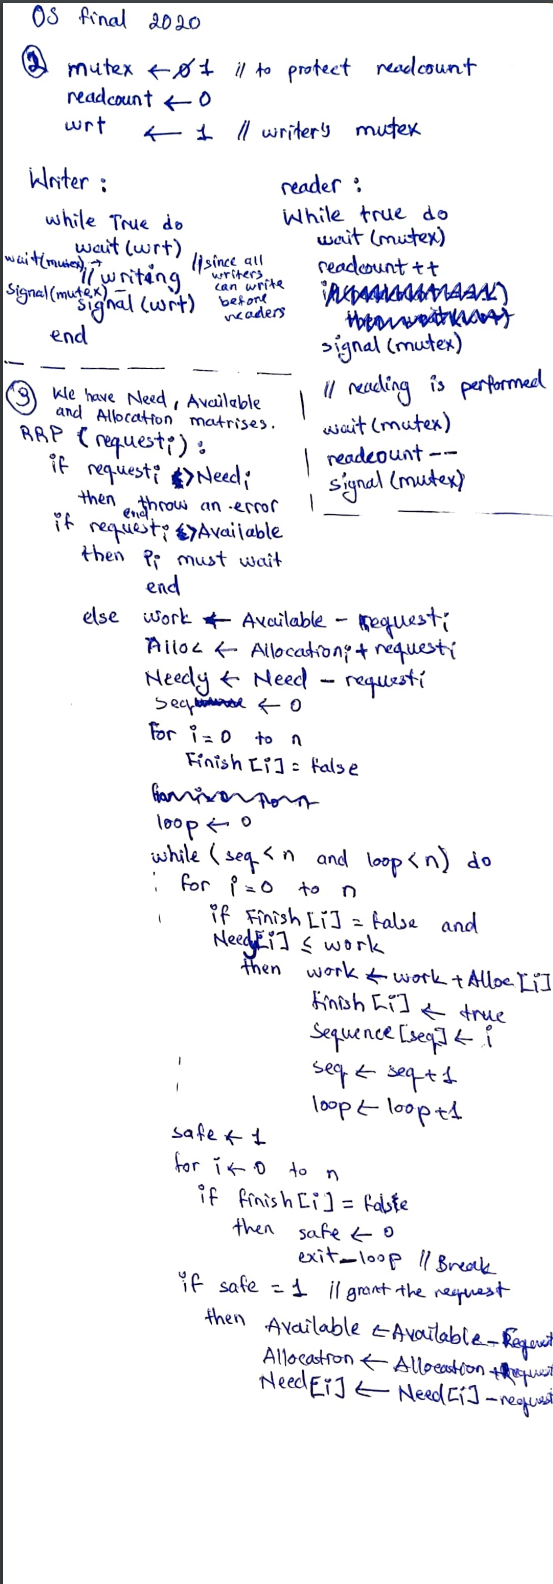 OS final 2020
② mutex ← 1 // to protect readcount
readcount ← 0
wrt ← 1 // writer's mutex
Writer :
while True do
wait (wrt)
wait(mutex) →
// writing
signal(mutex) –
signal (wrt)
end
// since all
writers
can write
before
readers
reader :
While true do
wait (mutex)
readcount ++
signal (mutex)
// reading is performed
wait (mutex)
readcount --
signal (mutex)
③ We have Need, Available
and Allocation matrises.
RRP (requestᵢ) :
if requestᵢ > Needᵢ
then throw an error
end
if requestᵢ > Available
then Pᵢ must wait
end
else work ← Available - requestᵢ
Alloc ← Allocationᵢ + requestᵢ
Needy ← Need - requestᵢ
seq ← 0
for i = 0 to n
Finish [i] = false
loop ← 0
while (seq < n and loop < n) do
for i = 0 to n
if Finish [i] = false and
Needy[i] ≤ work
then work ← work + Alloc [i]
finish [i] ← true
Sequence [seq] ← i
seq ← seq + 1
loop ← loop + 1
safe ← 1
for i ← 0 to n
if finish [i] = false
then safe ← 0
exit_loop // Break
if safe = 1 // grant the request
then Available ← Available - Request
Allocation ← Allocation + Request
Need[i] ← Need[i] - request